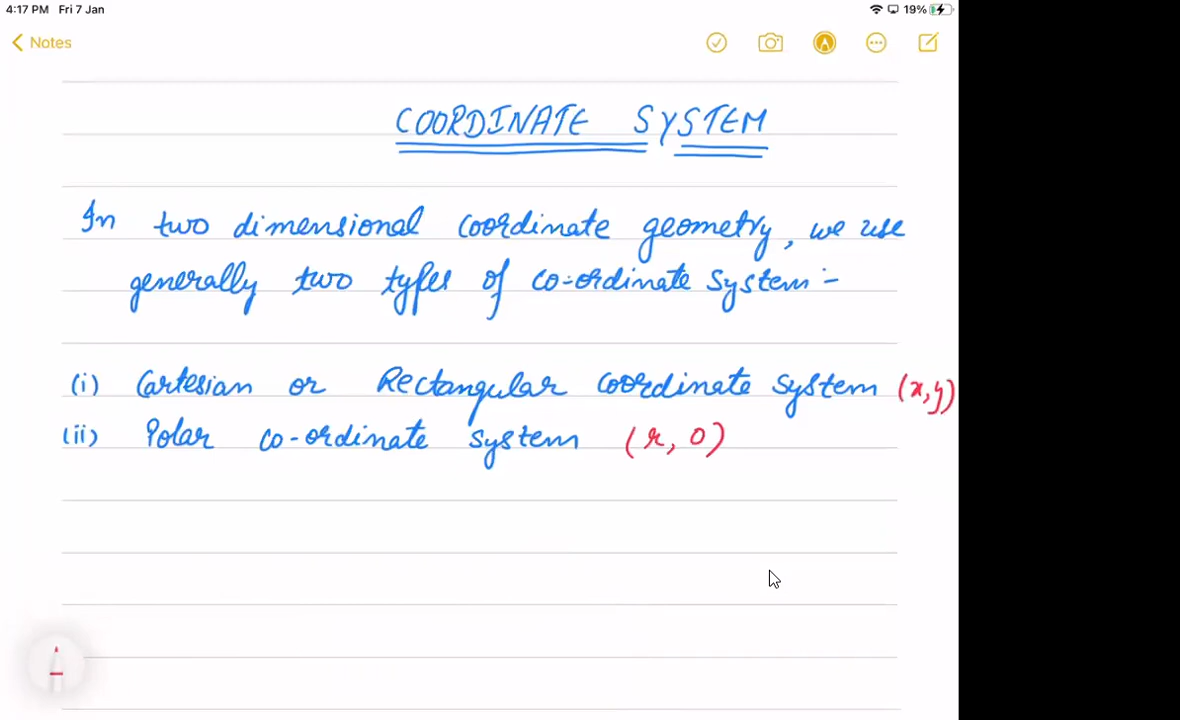 4:17 PM Fri 7 Jan 19%
Notes
COORDINATE SYSTEM
In two dimensional coordinate geometry, we use
generally two types of co-ordinate system :-
(i) Cartesian or Rectangular coordinate system (x,y)
(ii) Polar co-ordinate system (r, 0)